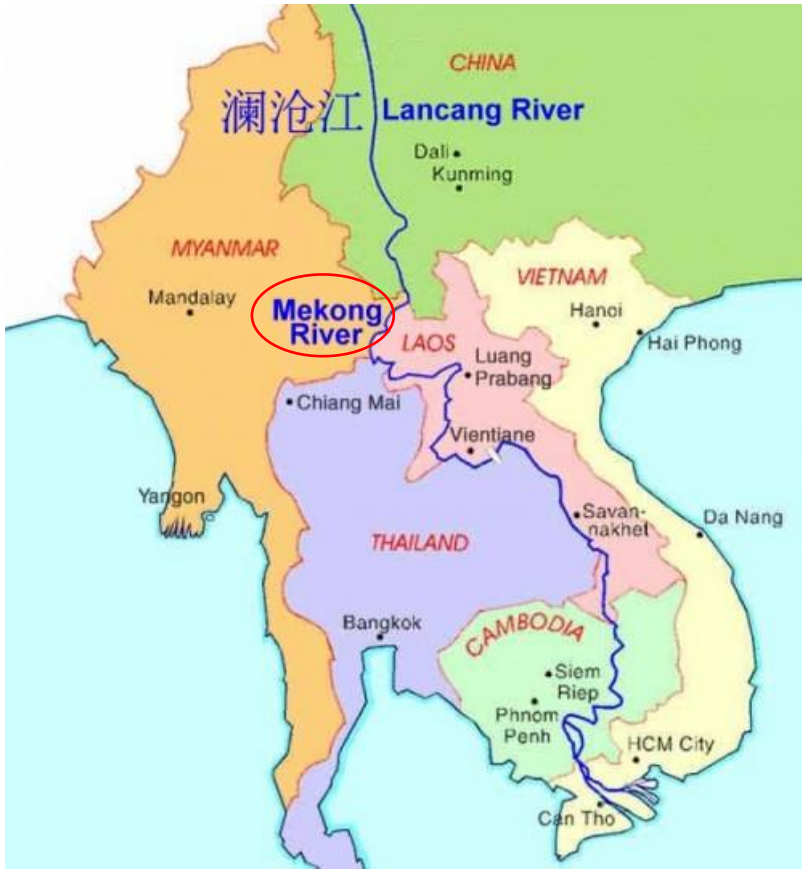 CHINA
澜沧江 Lancang River
Dali
Kunming
MYANMAR
VIETNAM
Mandalay
Mekong
River
Hanoi
Hai Phong
LAOS
Luang
Prabang
Chiang Mai
Vientiane
Yangon
Savan-
nakhet
Da Nang
THAILAND
Bangkok
CAMBODIA
Siem
Riep
Phnom
Penh
HCM City
Can Tho